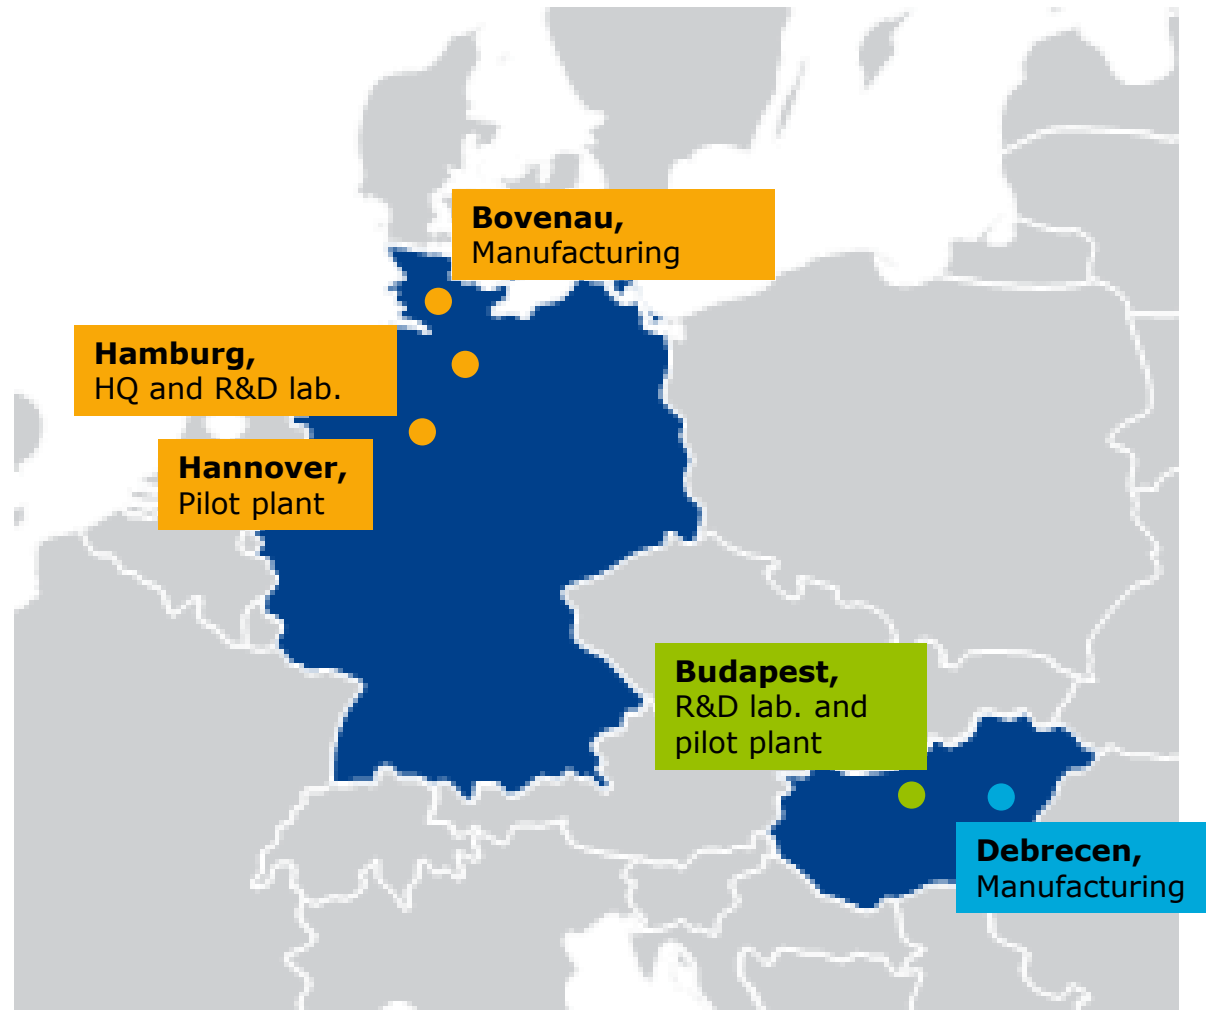 Bovenau,
Manufacturing
Hamburg,
HQ and R&D lab.
Hannover,
Pilot plant
Budapest,
R&D lab. and
pilot plant
Debrecen,
Manufacturing